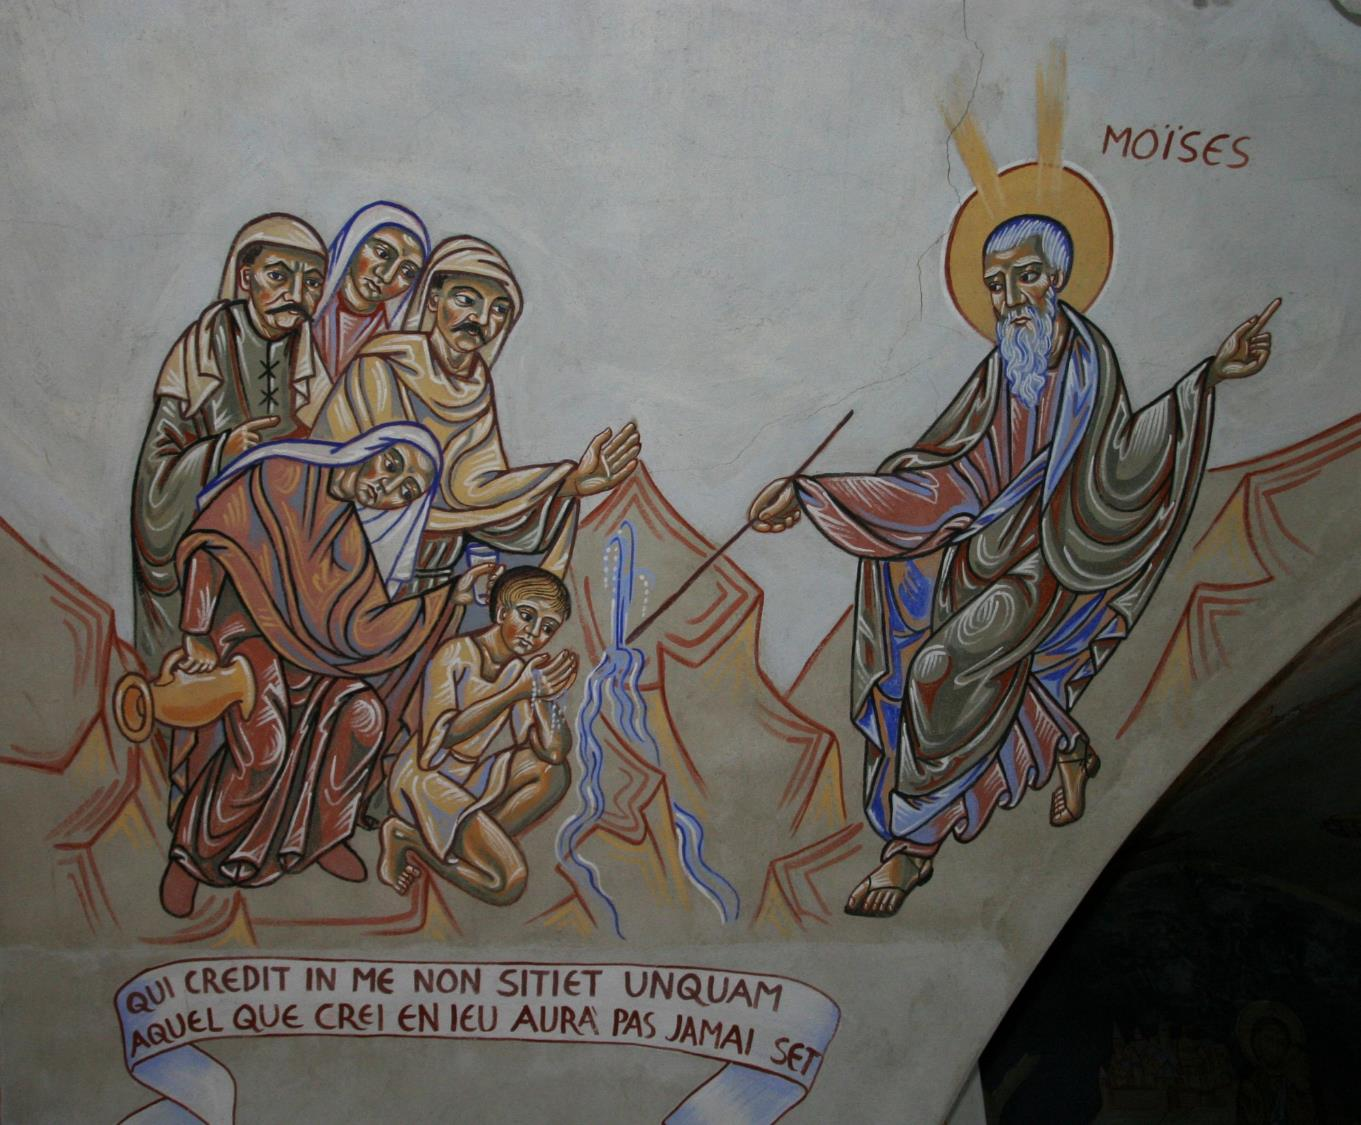 MOÏSES
QUI CREDIT IN ME NON SITIET UNQUAM
AQUEL QUE CREI EN IEU AURÀ PAS JAMAI SET